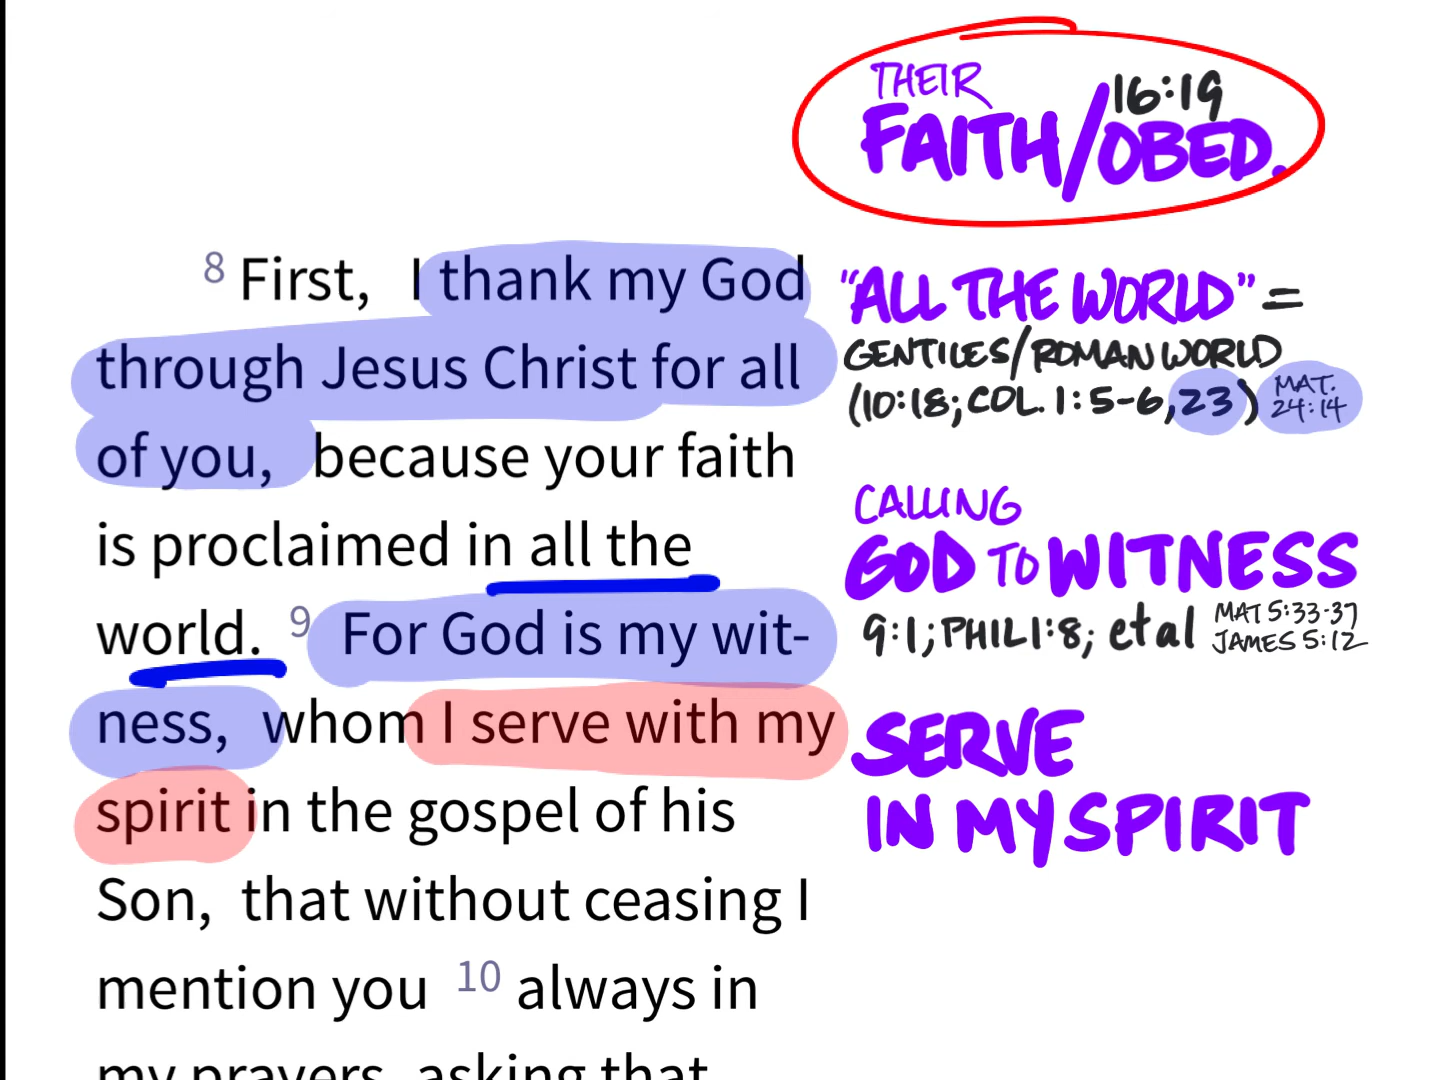 THEIR
16:19
FAITH/OBED.
8 First, I thank my God
through Jesus Christ for all
of you, because your faith
is proclaimed in all the
world. 9 For God is my wit-
ness, whom I serve with my
spirit in the gospel of his
Son, that without ceasing I
mention you 10 always in
my prayers, asking that
"ALL THE WORLD" =
GENTILES/ROMAN WORLD
(10:18; COL. 1:5-6, 23) MAT. 24:14
CALLING
GOD TO WITNESS
9:1; PHIL 1:8; et al MAT 5:33-37
JAMES 5:12
SERVE
IN MY SPIRIT